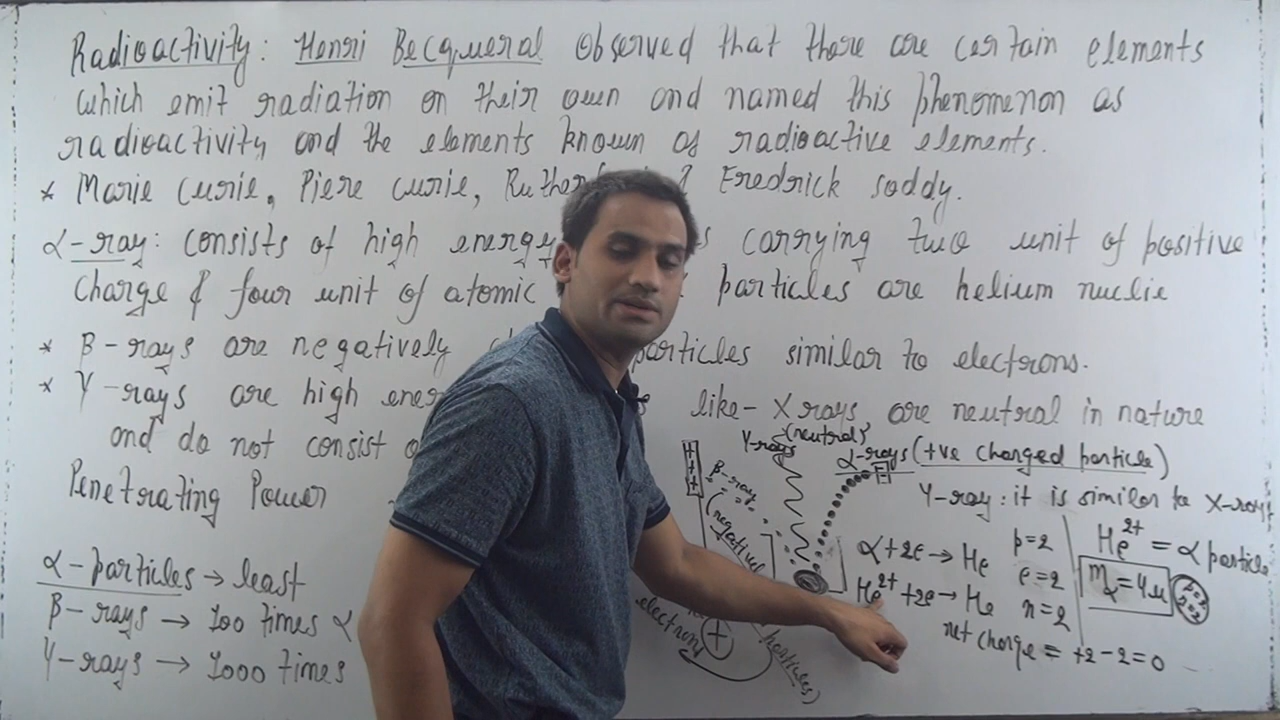 Radioactivity: Henri Becqueral Observed that there are certain elements
which emit radiation on their own and named this phenomenon as
radioactivity and the elements known as radioactive elements.
* Marie Curie, Piere curie, Fredrick Soddy.
α-ray: consists of high energy carrying two unit of positive
Charge & four unit of atomic particles are helium nuclie
* β-rays are negatively particles similar to electrons.
* γ-rays are high ener like-X rays are neutral in nature
and do not consist
Penetrating Power
α-particles → least
β-rays → 100 times α
γ-rays → 1000 times
γ-rays (neutral)
α-rays (+ve charged particle)
β-ray
(negative
electron
particles)
γ-ray: it is similar to X-rays
α+2e → He
He²⁺+2e → He
p=2
e=2
n=2
net charge = +2-2=0
He²⁺ = α particle
mα=4u